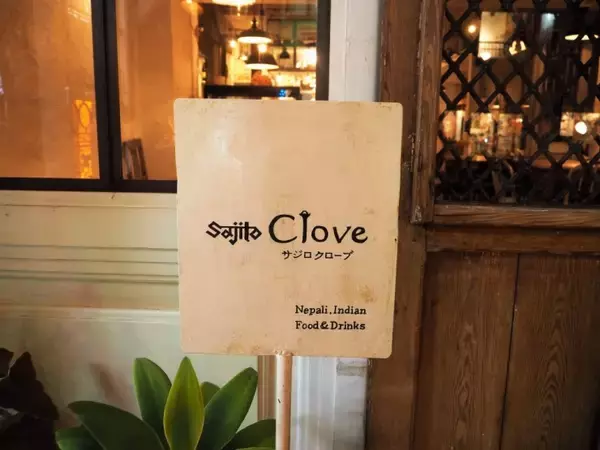 Sajilo Clove
サジロ クローブ
Nepali, Indian
Food & Drinks